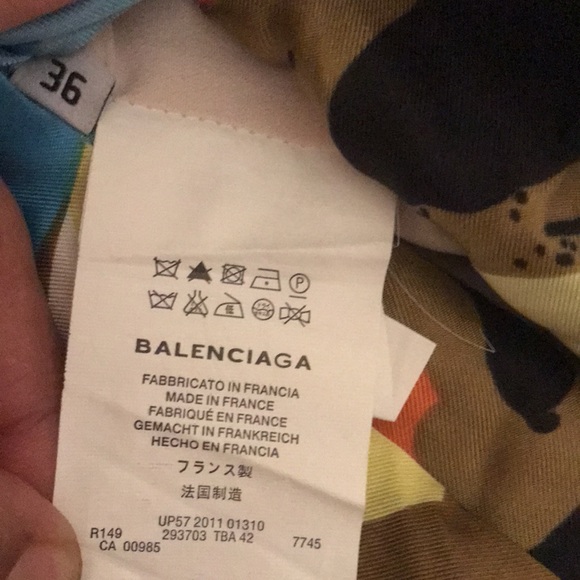 36
P
BALENCIAGA
FABBRICATO IN FRANCIA
MADE IN FRANCE
FABRIQUÉ EN FRANCE
GEMACHT IN FRANKREICH
HECHO EN FRANCIA
フランス製
法国制造
UP57 2011 01310
R149 293703 TBA 42 7745
CA 00985